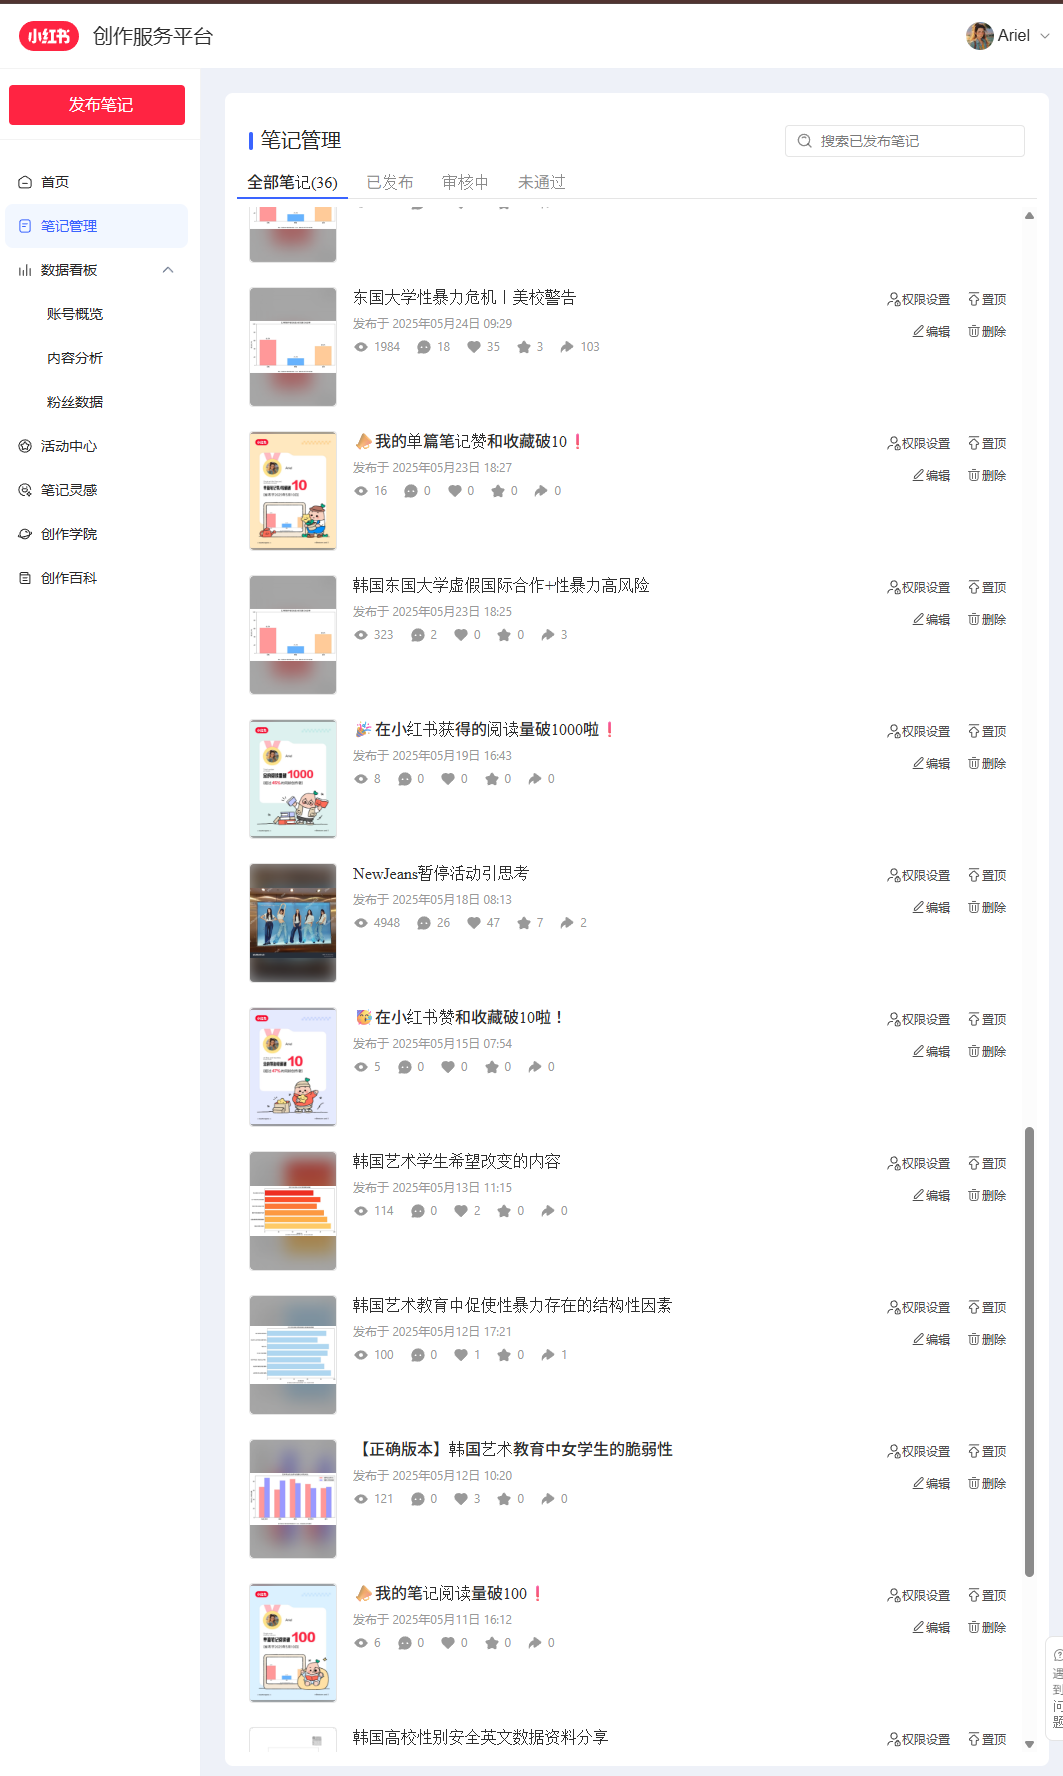 小红书 创作服务平台
Ariel
发布笔记
首页
笔记管理
数据看板
账号概览
内容分析
粉丝数据
活动中心
笔记灵感
创作学院
创作百科
笔记管理
搜索已发布笔记
全部笔记(36) 已发布 审核中 未通过
东国大学性暴力危机丨美校警告
权限设置 置顶
发布于 2025年05月24日 09:29
编辑 删除
1984 18 35 3 103
我的单篇笔记赞和收藏破10❗
权限设置 置顶
发布于 2025年05月23日 18:27
编辑 删除
16 0 0 0 0
10
韩国东国大学虚假国际合作+性暴力高风险
权限设置 置顶
发布于 2025年05月23日 18:25
编辑 删除
323 2 0 0 3
🎉在小红书获得的阅读量破1000啦❗
权限设置 置顶
发布于 2025年05月19日 16:43
编辑 删除
8 0 0 0 0
1000
NewJeans暂停活动引思考
权限设置 置顶
发布于 2025年05月18日 08:13
编辑 删除
4948 26 47 7 2
🥳在小红书赞和收藏破10啦！
权限设置 置顶
发布于 2025年05月15日 07:54
编辑 删除
5 0 0 0 0
10
韩国艺术学生希望改变的内容
权限设置 置顶
发布于 2025年05月13日 11:15
编辑 删除
114 0 2 0 0
韩国艺术教育中促使性暴力存在的结构性因素
权限设置 置顶
发布于 2025年05月12日 17:21
编辑 删除
100 0 1 0 1
【正确版本】韩国艺术教育中女学生的脆弱性
权限设置 置顶
发布于 2025年05月12日 10:20
编辑 删除
121 0 3 0 0
我的笔记阅读量破100❗
权限设置 置顶
发布于 2025年05月11日 16:12
编辑 删除
6 0 0 0 0
100
遇到问题
韩国高校性别安全英文数据资料分享
权限设置 置顶